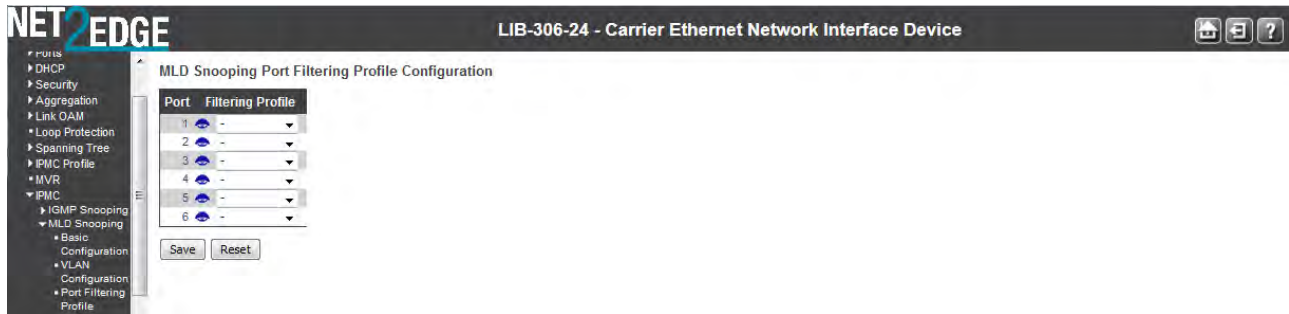 NET2EDGE
LIB-306-24 - Carrier Ethernet Network Interface Device
?
Ports
DHCP
Security
Aggregation
Link OAM
Loop Protection
Spanning Tree
IPMC Profile
MVR
IPMC
IGMP Snooping
MLD Snooping
Basic
Configuration
VLAN
Configuration
Port Filtering
Profile
MLD Snooping Port Filtering Profile Configuration
Port Filtering Profile
1 -
2 -
3 -
4 -
5 -
6 -
Save Reset